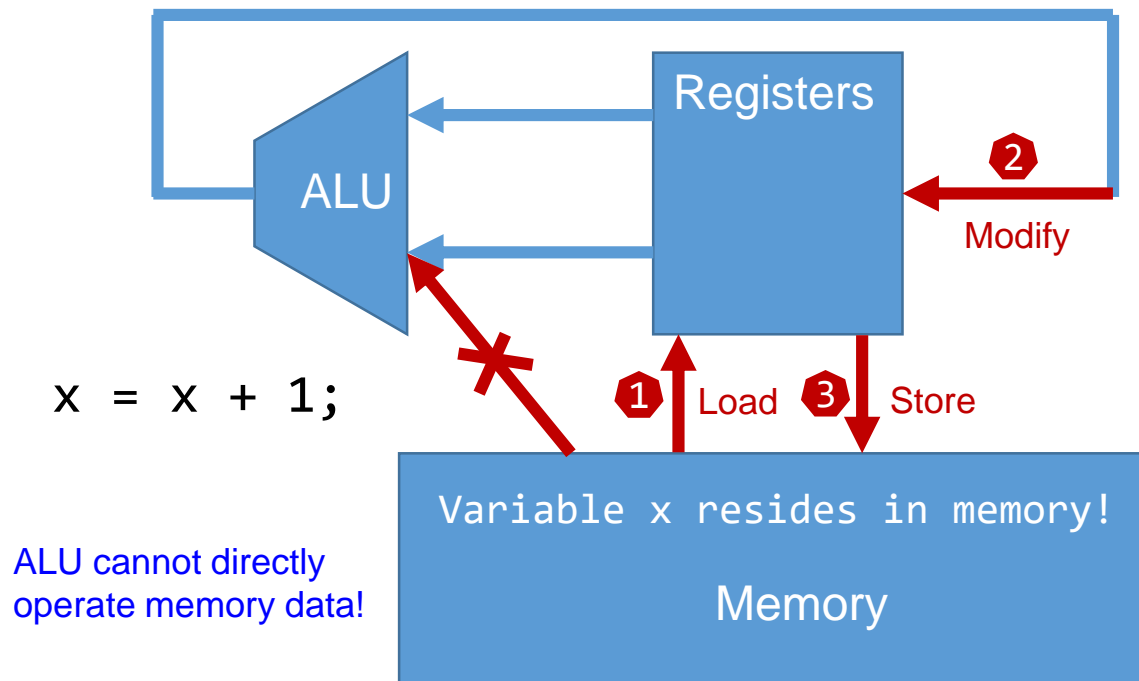 Registers
ALU
2
Modify
x = x + 1;
1
Load
3
Store
Variable x resides in memory!
ALU cannot directly
operate memory data!
Memory